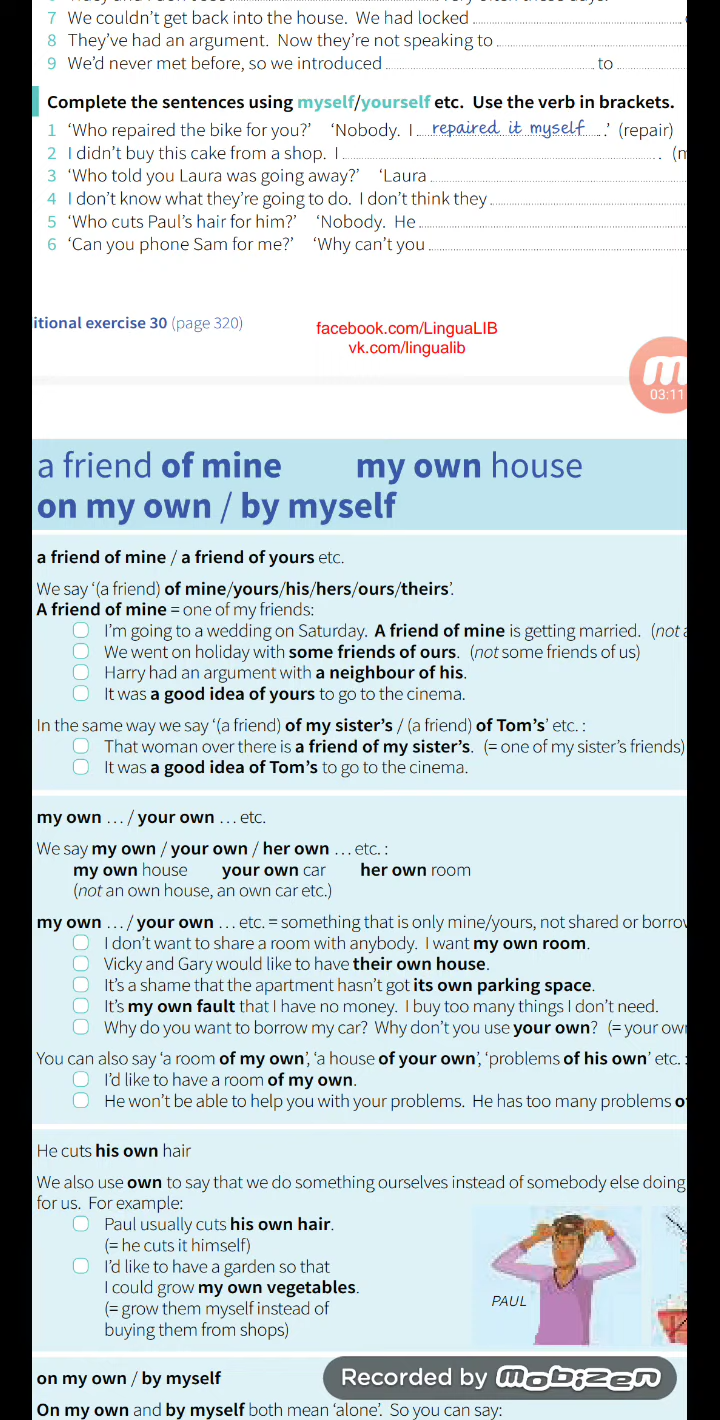 7 We couldn't get back into the house. We had locked
8 They've had an argument. Now they're not speaking to
9 We'd never met before, so we introduced to
Complete the sentences using myself/yourself etc. Use the verb in brackets.
1 'Who repaired the bike for you?' 'Nobody. I repaired it myself .' (repair)
2 I didn't buy this cake from a shop. I . (m
3 'Who told you Laura was going away?' 'Laura
4 I don't know what they're going to do. I don't think they
5 'Who cuts Paul's hair for him?' 'Nobody. He
6 'Can you phone Sam for me?' 'Why can't you
itional exercise 30 (page 320)
facebook.com/LinguaLIB
vk.com/lingualib
03:11
a friend of mine my own house
on my own / by myself
a friend of mine / a friend of yours etc.
We say '(a friend) of mine/yours/his/hers/ours/theirs'.
A friend of mine = one of my friends:
I'm going to a wedding on Saturday. A friend of mine is getting married. (not a
We went on holiday with some friends of ours. (not some friends of us)
Harry had an argument with a neighbour of his.
It was a good idea of yours to go to the cinema.
In the same way we say '(a friend) of my sister's / (a friend) of Tom's' etc. :
That woman over there is a friend of my sister's. (= one of my sister's friends)
It was a good idea of Tom's to go to the cinema.
my own ... / your own ... etc.
We say my own / your own / her own ... etc. :
my own house your own car her own room
(not an own house, an own car etc.)
my own ... / your own ... etc. = something that is only mine/yours, not shared or borrow
I don't want to share a room with anybody. I want my own room.
Vicky and Gary would like to have their own house.
It's a shame that the apartment hasn't got its own parking space.
It's my own fault that I have no money. I buy too many things I don't need.
Why do you want to borrow my car? Why don't you use your own? (= your own
You can also say 'a room of my own', 'a house of your own', 'problems of his own' etc. :
I'd like to have a room of my own.
He won't be able to help you with your problems. He has too many problems o
He cuts his own hair
We also use own to say that we do something ourselves instead of somebody else doing
for us. For example:
Paul usually cuts his own hair.
(= he cuts it himself)
I'd like to have a garden so that
I could grow my own vegetables.
(= grow them myself instead of
buying them from shops)
PAUL
on my own / by myself
Recorded by mobizen
On my own and by myself both mean 'alone'. So you can say: